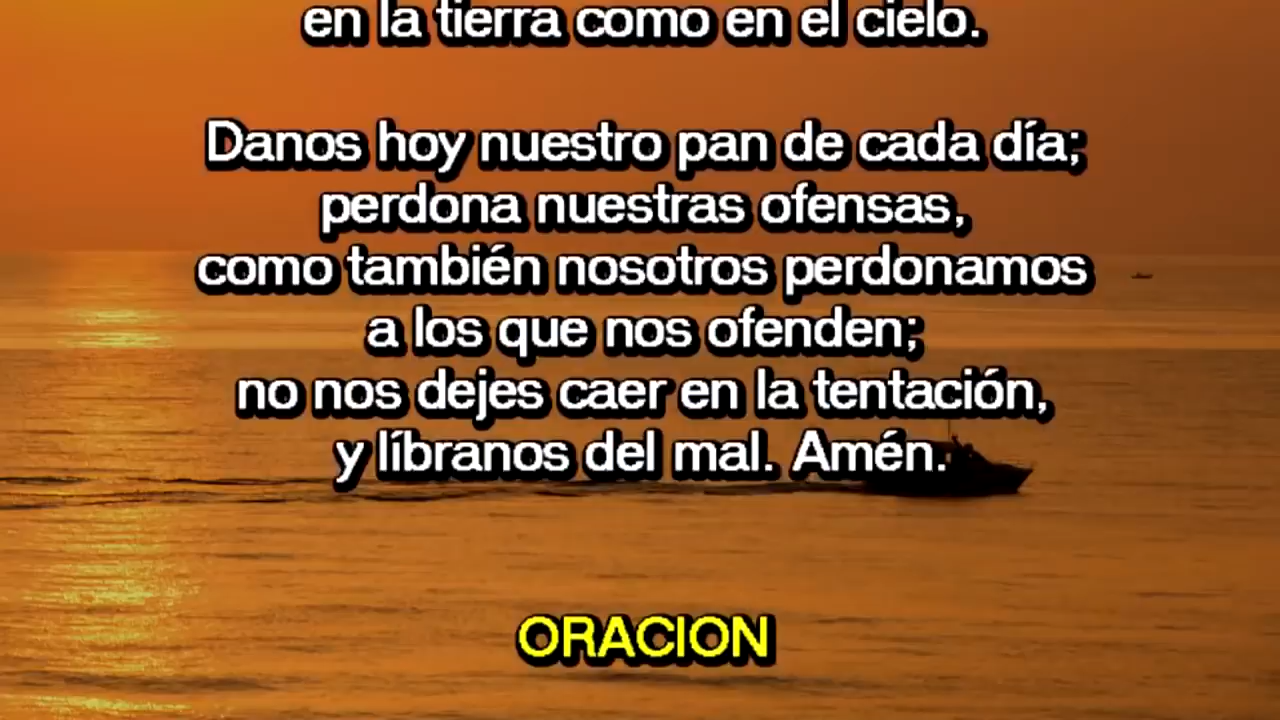 en la tierra como en el cielo.
Danos hoy nuestro pan de cada día;
perdona nuestras ofensas,
como también nosotros perdonamos
a los que nos ofenden;
no nos dejes caer en la tentación,
y líbranos del mal. Amén.
ORACION